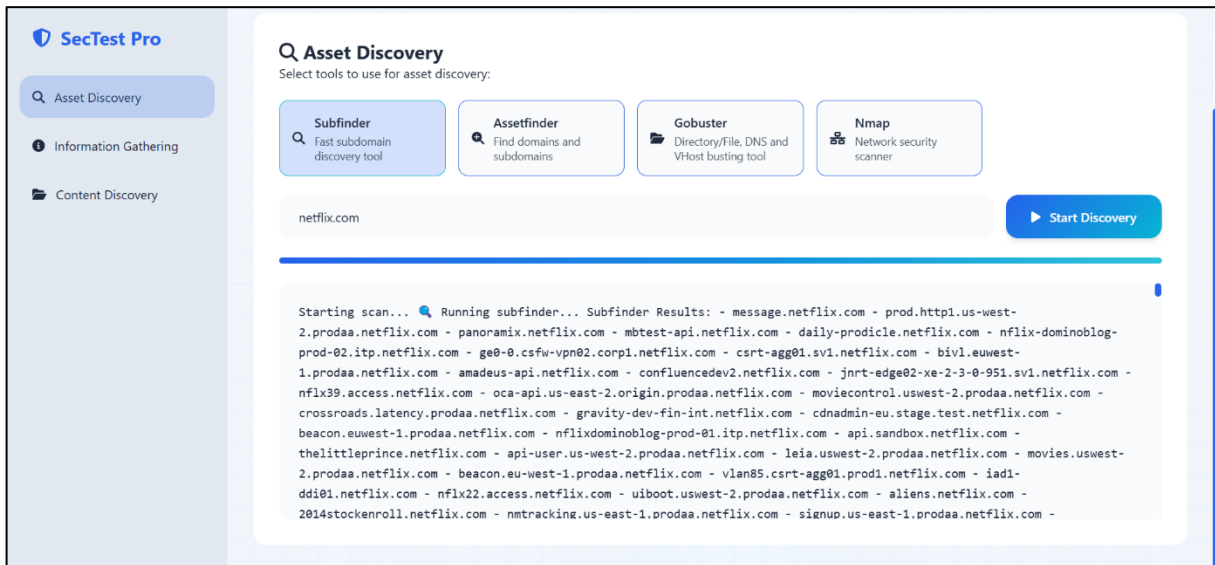 SecTest Pro
Asset Discovery
Information Gathering
Content Discovery
Asset Discovery
Select tools to use for asset discovery:
Subfinder
Fast subdomain
discovery tool
Assetfinder
Find domains and
subdomains
Gobuster
Directory/File, DNS and
VHost busting tool
Nmap
Network security
scanner
netflix.com
Start Discovery
Starting scan... 🔍 Running subfinder... Subfinder Results: - message.netflix.com - prod.http1.us-west-
2.prodaa.netflix.com - panoramix.netflix.com - mbtest-api.netflix.com - daily-prodicle.netflix.com - nflix-dominoblog-
prod-02.itp.netflix.com - ge0-0.csfw-vpn02.corp1.netflix.com - csrt-agg01.sv1.netflix.com - bivl.euwest-
1.prodaa.netflix.com - amadeus-api.netflix.com - confluencedev2.netflix.com - jnrt-edge02-xe-2-3-0-951.sv1.netflix.com -
nflx39.access.netflix.com - oca-api.us-east-2.origin.prodaa.netflix.com - moviecontrol.uswest-2.prodaa.netflix.com -
crossroads.latency.prodaa.netflix.com - gravity-dev-fin-int.netflix.com - cdnadmin-eu.stage.test.netflix.com -
beacon.euwest-1.prodaa.netflix.com - nflixdominoblog-prod-01.itp.netflix.com - api.sandbox.netflix.com -
thelittleprince.netflix.com - api-user.us-west-2.prodaa.netflix.com - leia.uswest-2.prodaa.netflix.com - movies.uswest-
2.prodaa.netflix.com - beacon.eu-west-1.prodaa.netflix.com - vlan85.csrt-agg01.prod1.netflix.com - iad1-
ddi01.netflix.com - nflx22.access.netflix.com - uiboot.uswest-2.prodaa.netflix.com - aliens.netflix.com -
2014stockenroll.netflix.com - nmtracking.us-east-1.prodaa.netflix.com - signup.us-east-1.prodaa.netflix.com -